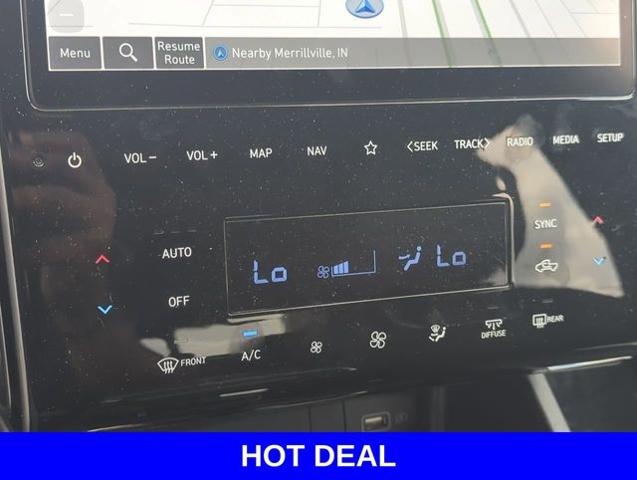 Menu
Resume
Route
Nearby Merrillville, IN
VOL− VOL+ MAP NAV <SEEK TRACK> RADIO MEDIA SETUP
SYNC
AUTO
Lo Lo
OFF
FRONT A/C DIFFUSE REAR
HOT DEAL